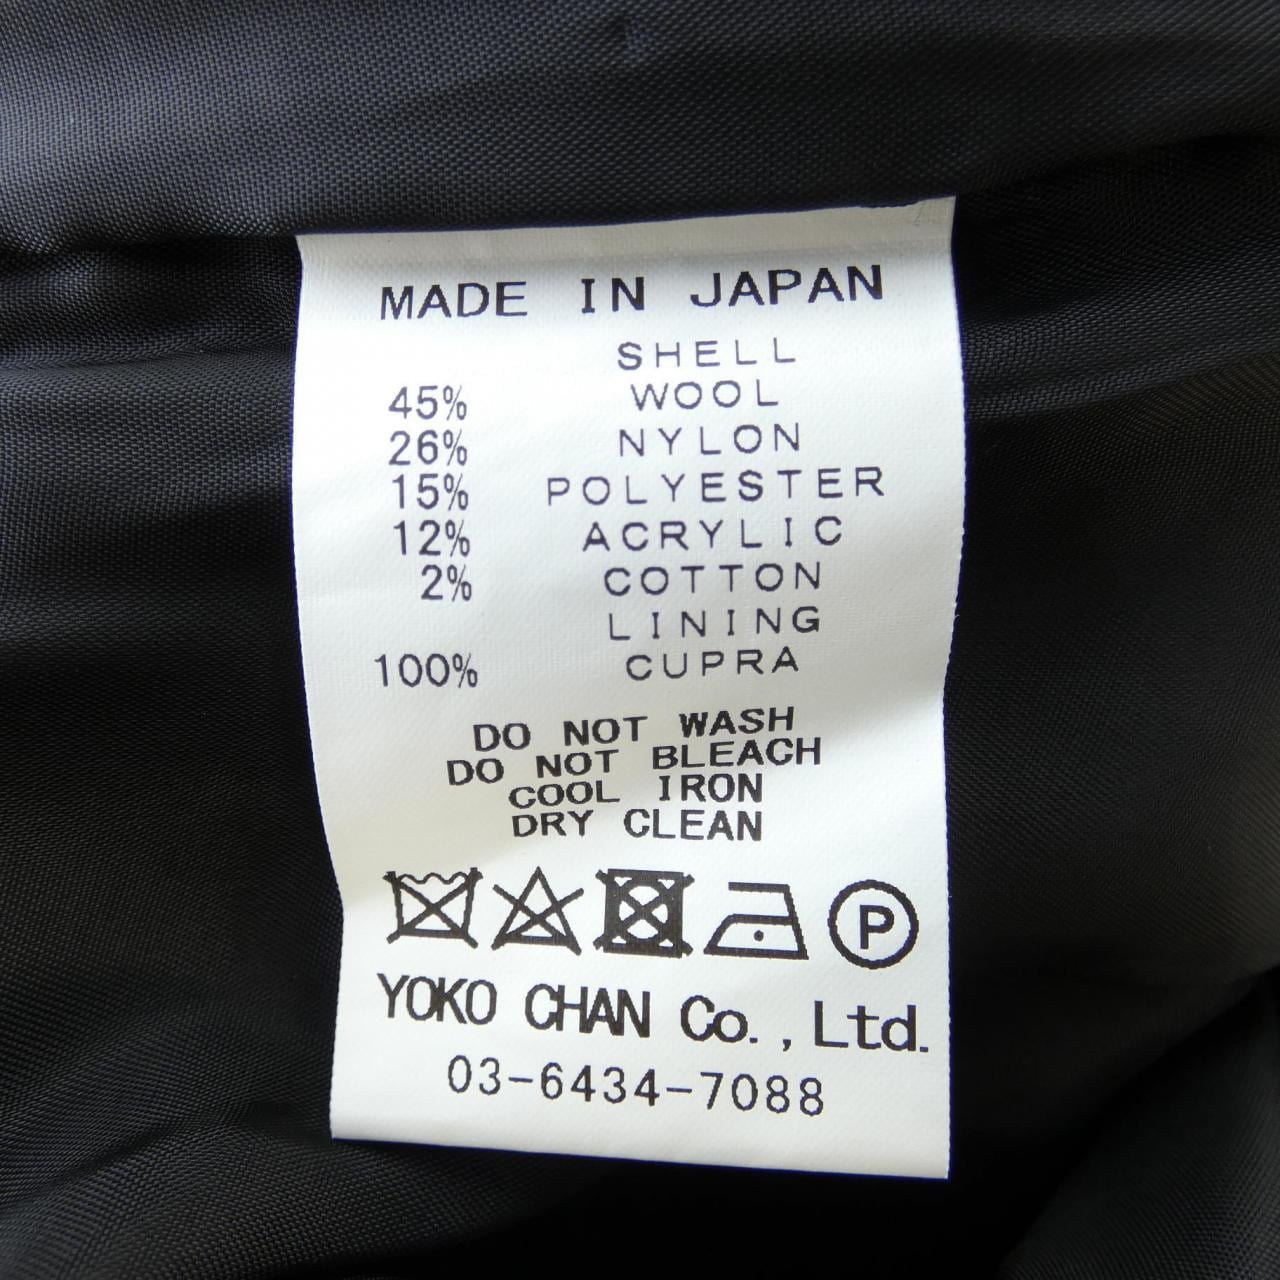 MADE IN JAPAN
SHELL
45% WOOL
26% NYLON
15% POLYESTER
12% ACRYLIC
2% COTTON
LINING
100% CUPRA
DO NOT WASH
DO NOT BLEACH
COOL IRON
DRY CLEAN
P
YOKO CHAN Co., Ltd.
03-6434-7088